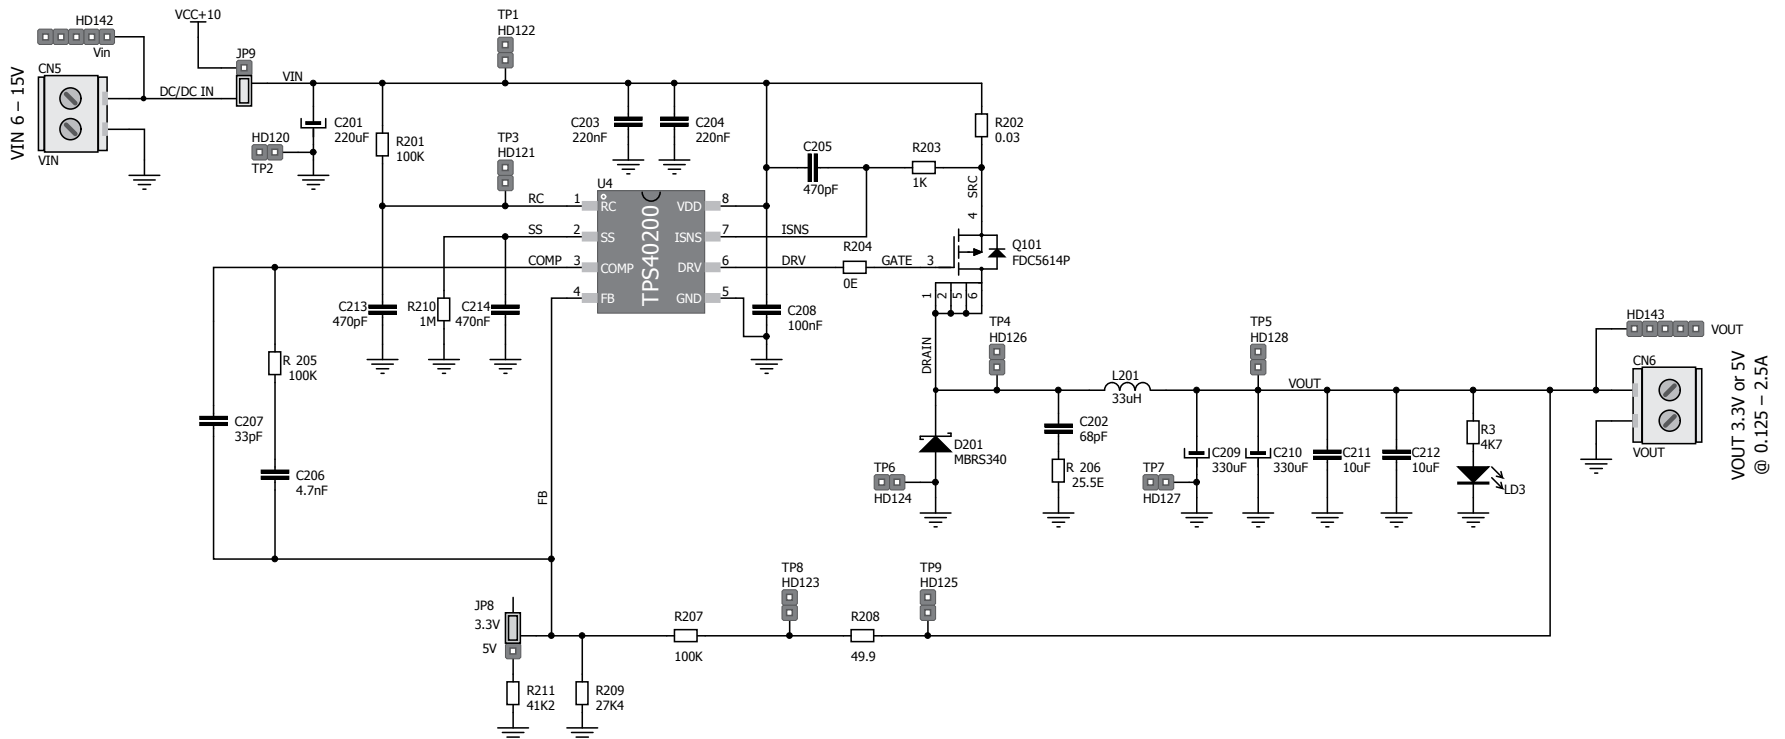 HD142
Vin
VCC+10
JP9
CN5
DC/DC IN
VIN
VIN 6 – 15V
VIN
TP1
HD122
C201
220uF
HD120
TP2
R201
100K
TP3
HD121
C203
220nF
C204
220nF
C205
470pF
R203
1K
R202
0.03
SRC
4
U4
RC
1
RC
SS
2
SS
COMP
3
COMP
4
FB
TPS40200
VDD
8
ISNS
7
ISNS
DRV
6
DRV
GND
5
R204
0E
GATE
3
Q101
FDC5614P
1
2
5
6
C213
470pF
R210
1M
C214
470nF
C208
100nF
DRAIN
TP4
HD126
TP5
HD128
HD143
VOUT
CN6
VOUT
VOUT 3.3V or 5V
@ 0.125 – 2.5A
L201
33uH
VOUT
R 205
100K
C207
33pF
C206
4.7nF
FB
D201
MBRS340
TP6
HD124
C202
68pF
R 206
25.5E
TP7
HD127
C209
330uF
C210
330uF
C211
10uF
C212
10uF
R3
4K7
LD3
JP8
3.3V
5V
R211
41K2
R209
27K4
R207
100K
TP8
HD123
R208
49.9
TP9
HD125